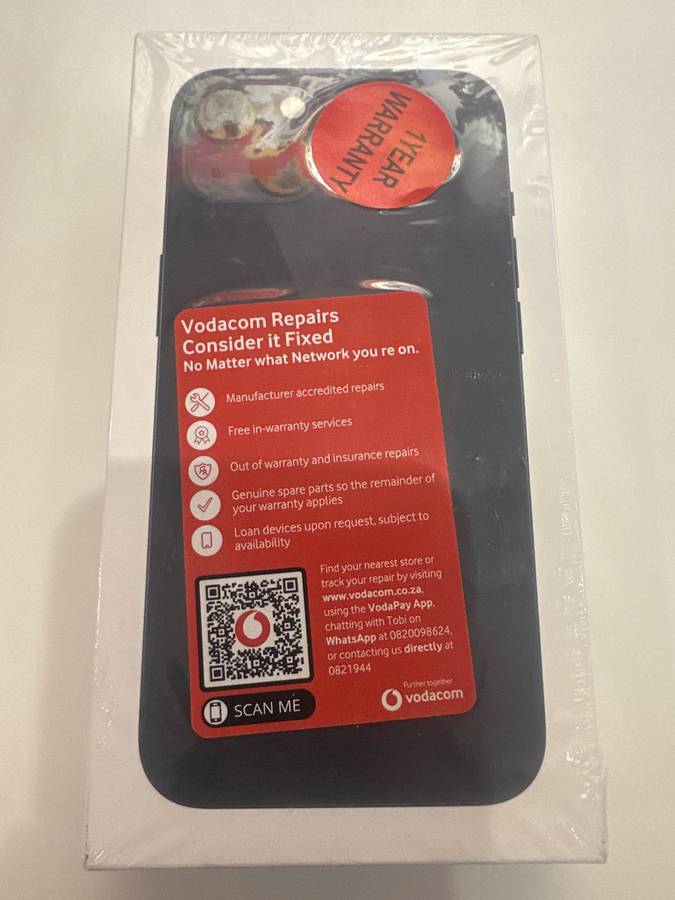 1 YEAR
WARRANTY
Vodacom Repairs
Consider it Fixed
No Matter what Network you re on.
Manufacturer accredited repairs
Free in-warranty services
Out of warranty and insurance repairs
Genuine spare parts so the remainder of
your warranty applies
Loan devices upon request, subject to
availability
Find your nearest store or
track your repair by visiting
www.vodacom.co.za,
using the VodaPay App,
chatting with Tobi on
WhatsApp at 0820098624,
or contacting us directly at
0821944
SCAN ME
Further together
vodacom